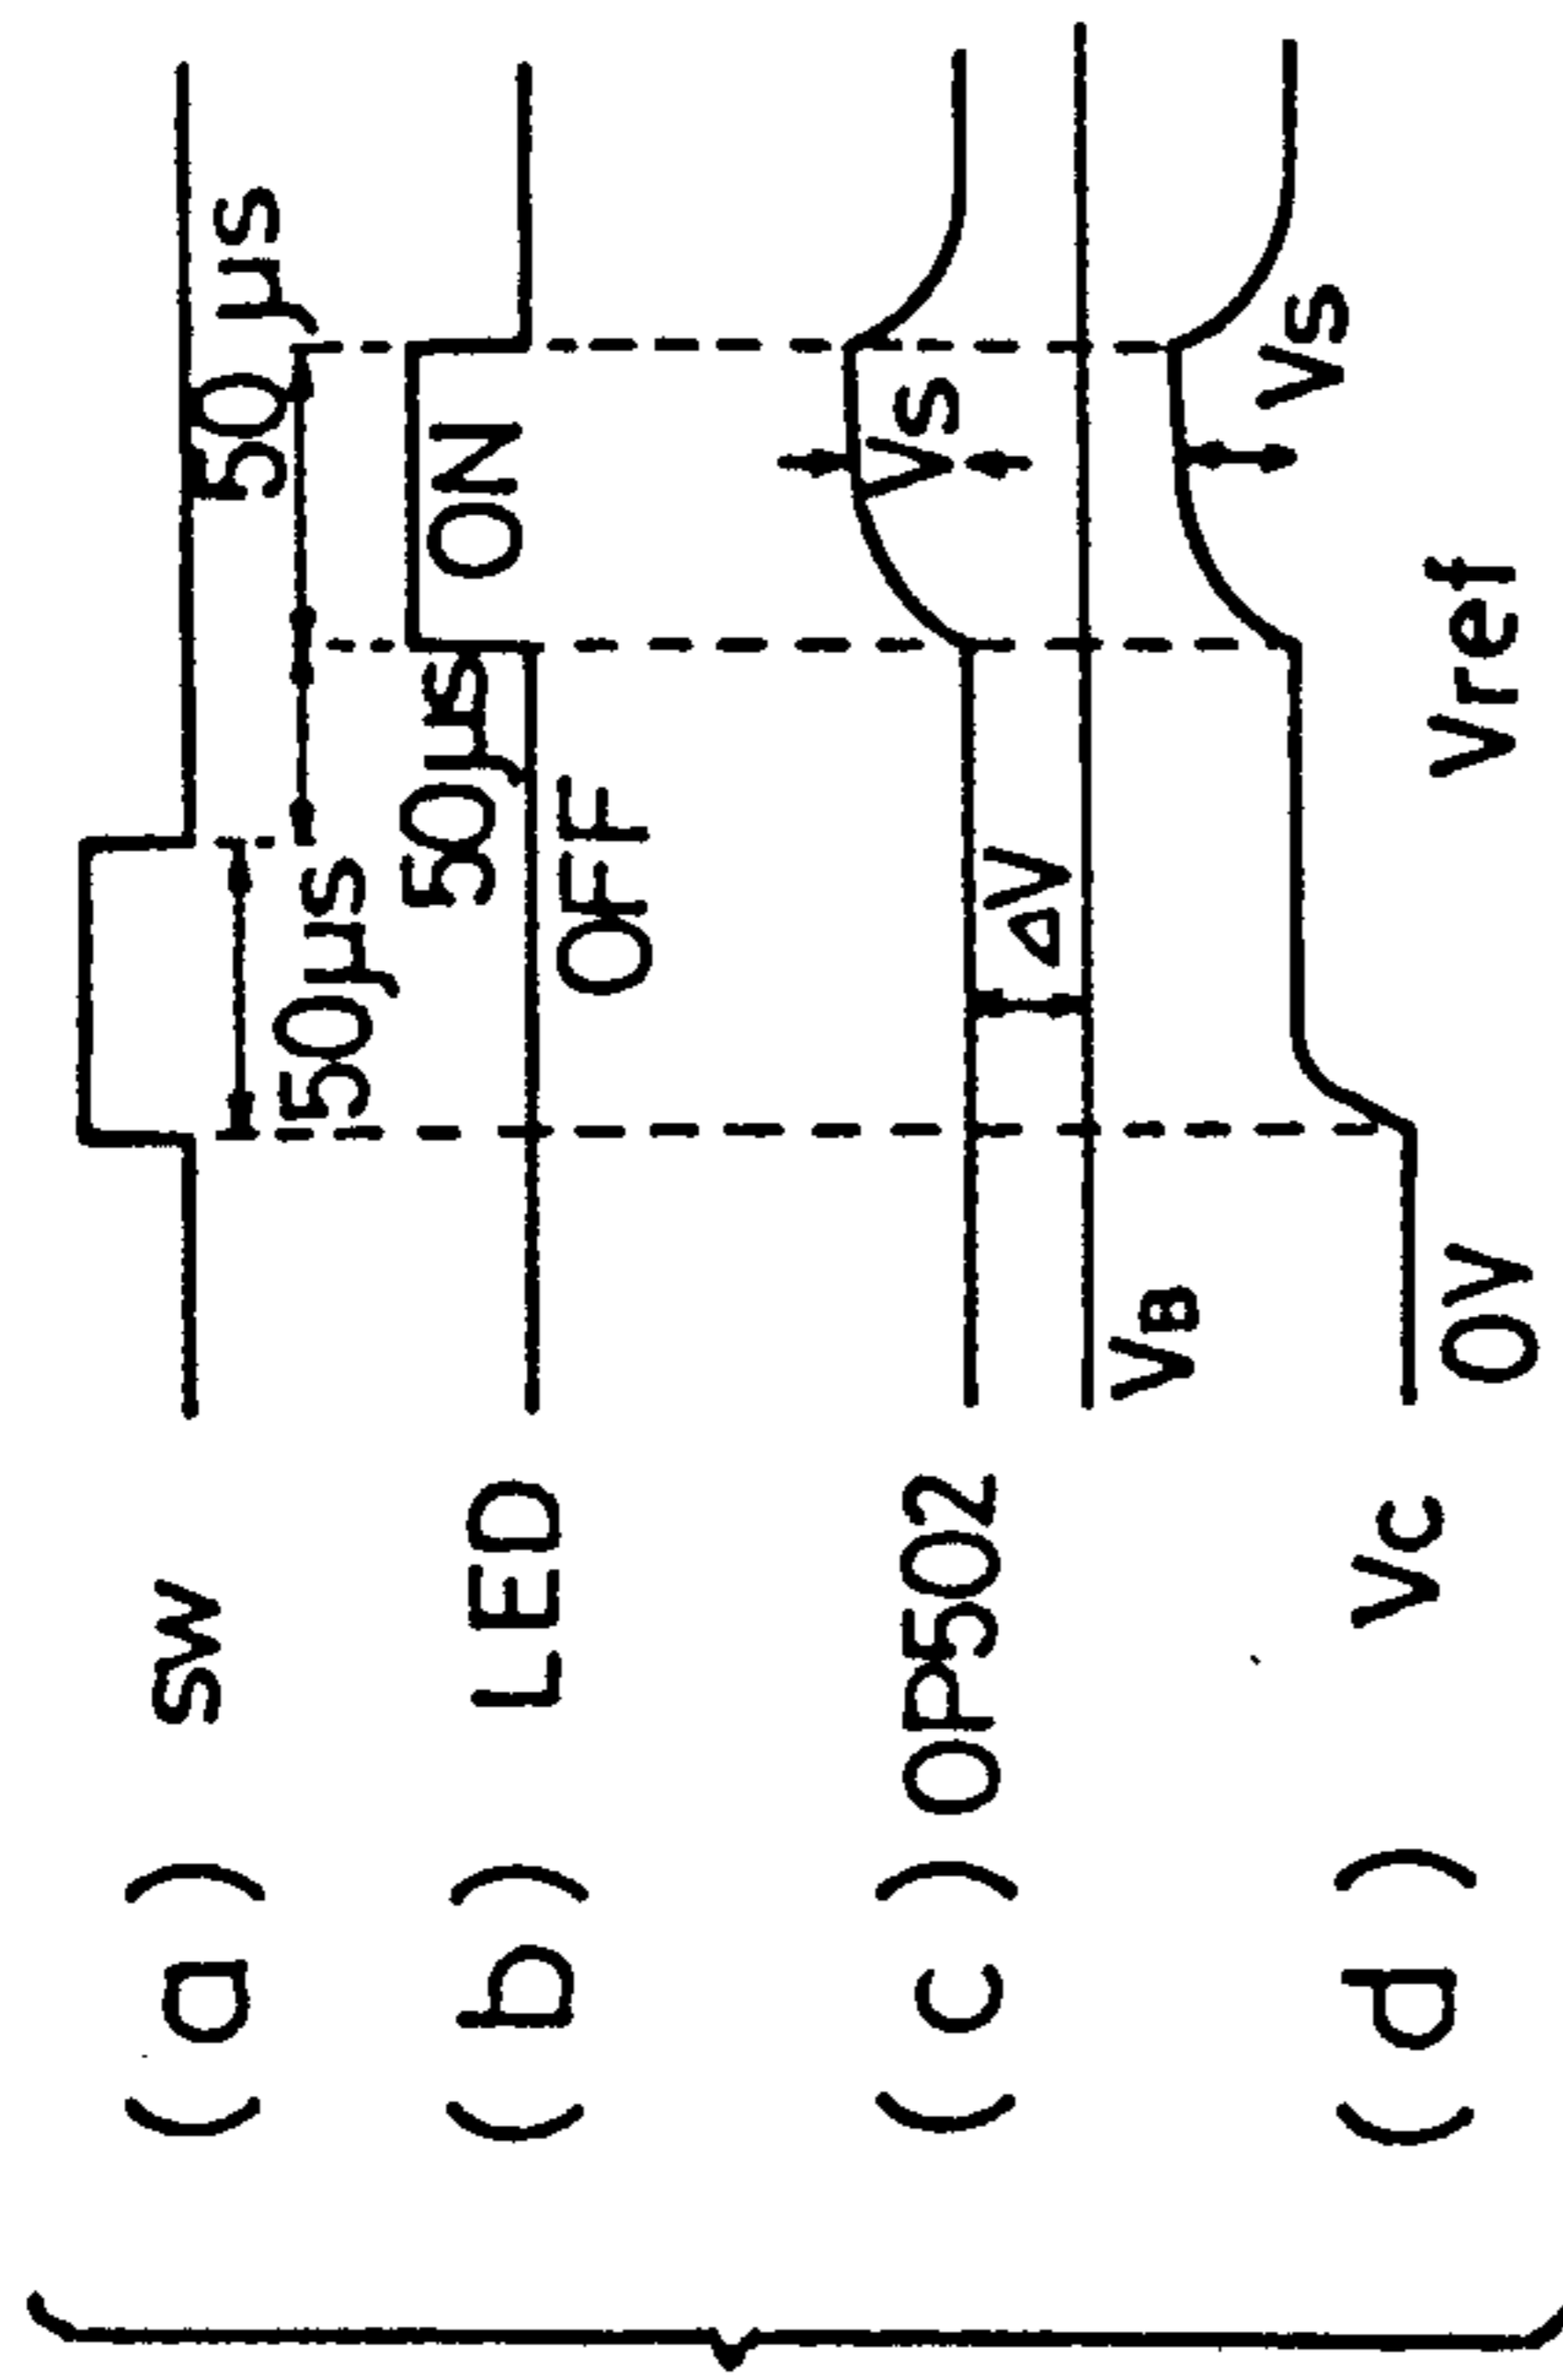 (a) SW
50µs
50µs
50µs
(b) LED
OFF
ON
(c) OP502
ΔV
Vs
VB
(d) Vc
0V
Vref
Vs